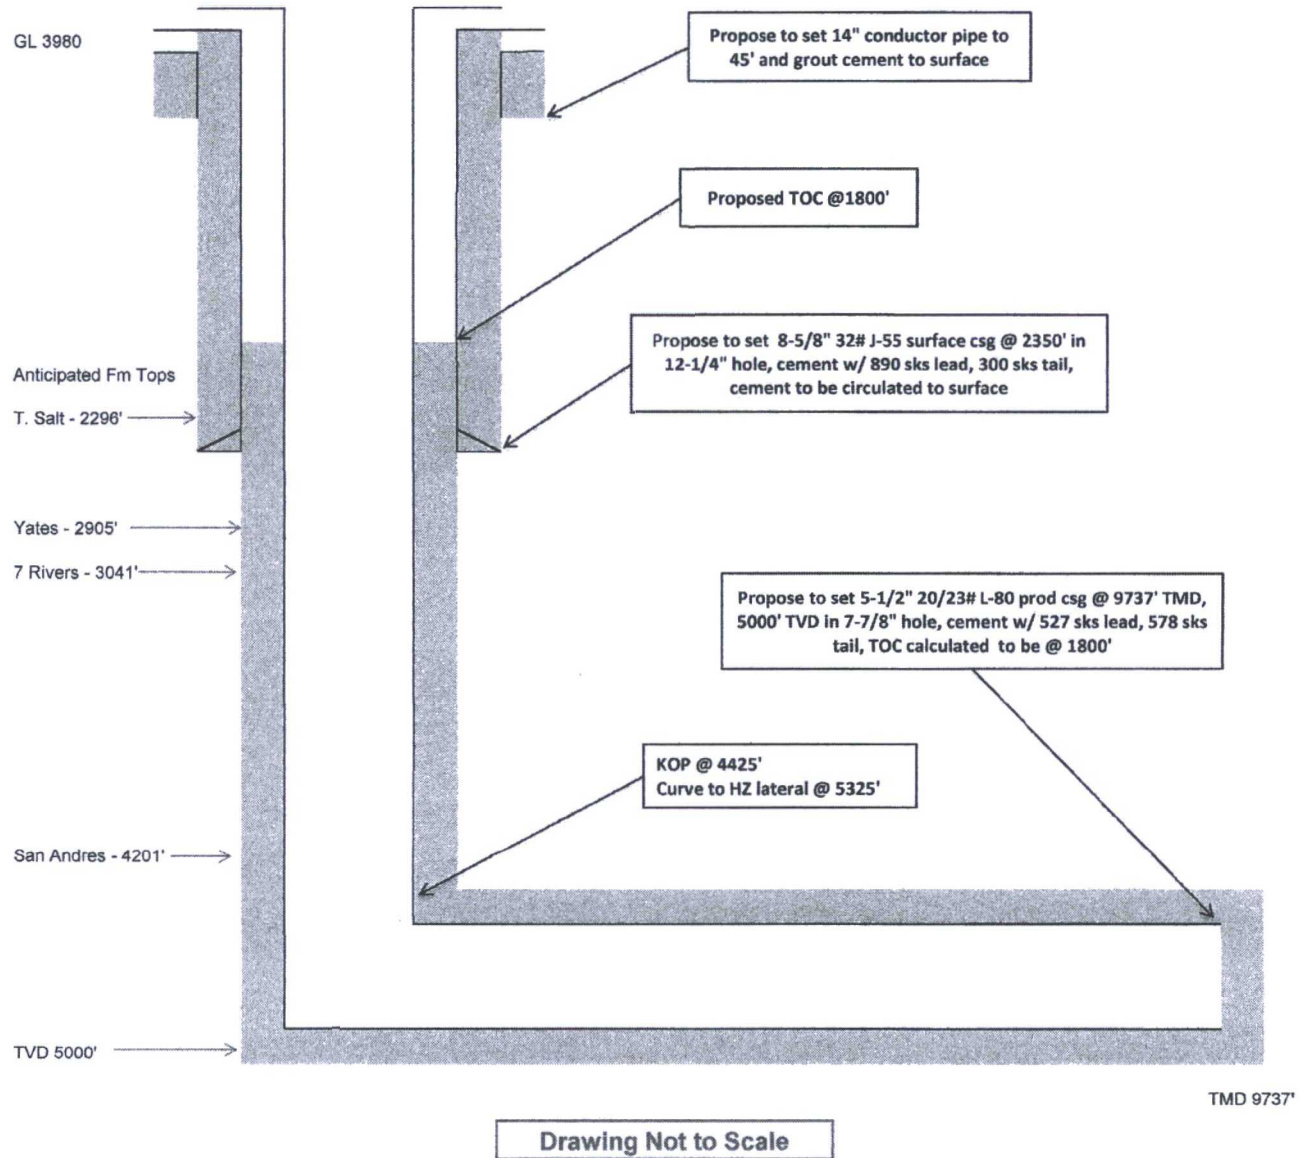 GL 3980
Propose to set 14" conductor pipe to
45' and grout cement to surface
Proposed TOC @1800'
Propose to set 8-5/8" 32# J-55 surface csg @ 2350' in
12-1/4" hole, cement w/ 890 sks lead, 300 sks tail,
cement to be circulated to surface
Anticipated Fm Tops
T. Salt - 2296'
Yates - 2905'
7 Rivers - 3041'
Propose to set 5-1/2" 20/23# L-80 prod csg @ 9737' TMD,
5000' TVD in 7-7/8" hole, cement w/ 527 sks lead, 578 sks
tail, TOC calculated to be @ 1800'
KOP @ 4425'
Curve to HZ lateral @ 5325'
San Andres - 4201'
TVD 5000'
TMD 9737'
Drawing Not to Scale